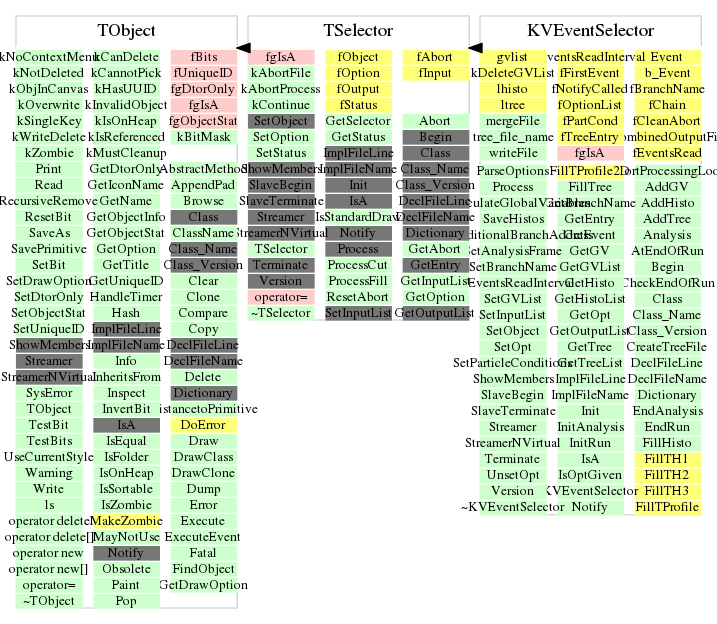 TObject
kNoContextMenu kCanDelete fBits
kNotDeleted kCannotPick fUniqueID
kObjInCanvas kHasUUID fgDtorOnly
kOverwrite kInvalidObject fgIsA
kSingleKey kIsOnHeap fgObjectStat
kWriteDelete kIsReferenced kBitMask
kZombie kMustCleanup
Print GetDtorOnly AbstractMethod
Read GetIconName AppendPad
RecursiveRemove GetName Browse
ResetBit GetObjectInfo Class
SaveAs GetObjectStat ClassName
SavePrimitive GetOption Class_Name
SetBit GetTitle Class_Version
SetDrawOption GetUniqueID Clear
SetDtorOnly HandleTimer Clone
SetObjectStat Hash Compare
SetUniqueID ImplFileLine Copy
ShowMembers ImplFileName DeclFileLine
Streamer Info DeclFileName
StreamerNVirtual InheritsFrom Delete
SysError Inspect Dictionary
TObject InvertBit istancetoPrimitive
TestBit IsA DoError
TestBits IsEqual Draw
UseCurrentStyle IsFolder DrawClass
Warning IsOnHeap DrawClone
Write IsSortable Dump
ls IsZombie Error
operator delete MakeZombie Execute
operator delete[] MayNotUse ExecuteEvent
operator new Notify Fatal
operator new[] Obsolete FindObject
operator= Paint GetDrawOption
~TObject Pop
TSelector
fgIsA fObject fAbort
kAbortFile fOption fInput
kAbortProcess fOutput
kContinue fStatus
SetObject GetSelector Abort
SetOption GetStatus Begin
SetStatus ImplFileLine Class
ShowMembers ImplFileName Class_Name
SlaveBegin Init Class_Version
SlaveTerminate IsA DeclFileLine
Streamer IsStandardDraw DeclFileName
StreamerNVirtual Notify Dictionary
TSelector Process GetAbort
Terminate ProcessCut GetEntry
Version ProcessFill GetInputList
operator= ResetAbort GetOption
~TSelector SetInputList GetOutputList
KVEventSelector
gvlist ventsReadInterval Event
kDeleteGVList fFirstEvent b_Event
lhisto fNotifyCalled fBranchName
ltree fOptionList fChain
mergeFile fPartCond fCleanAbort
tree_file_name fTreeEntry ombinedOutputFi
writeFile fgIsA fEventsRead
ParseOptions FillTProfile2D ortProcessingLoo
Process FillTree AddGV
AddHisto
SaveHistos GetEntry AddTree
GetEvent Analysis
SetAnalysisFrame GetGV AtEndOfRun
SetBranchName GetGVList Begin
EventsReadInterval GetHisto CheckEndOfRun
SetGVList GetHistoList Class
SetInputList GetOpt Class_Name
SetObject GetOutputList Class_Version
SetOpt GetTree CreateTreeFile
SetParticleConditions GetTreeList DeclFileLine
ShowMembers ImplFileLine DeclFileName
SlaveBegin ImplFileName Dictionary
SlaveTerminate Init EndAnalysis
Streamer InitAnalysis EndRun
StreamerNVirtual InitRun FillHisto
Terminate IsA FillTH1
UnsetOpt IsOptGiven FillTH2
Version KVEventSelector FillTH3
~KVEventSelector Notify FillTProfile